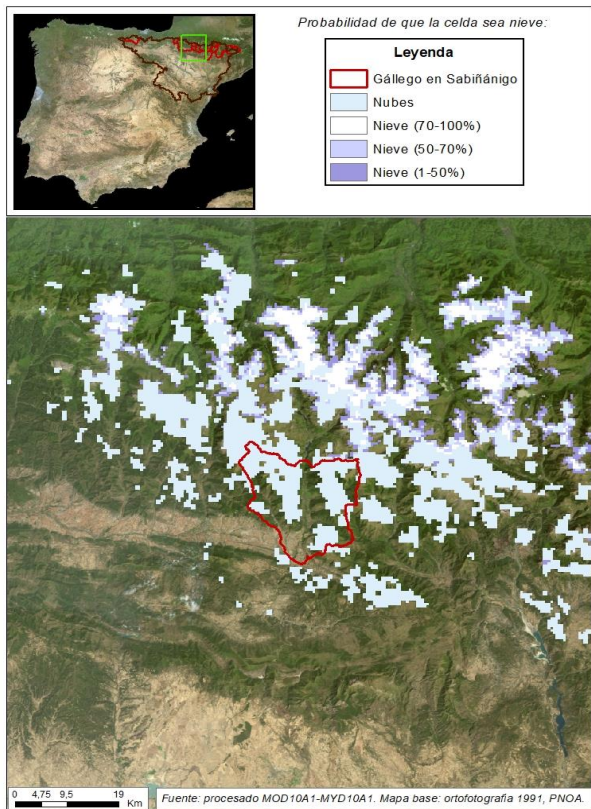 Probabilidad de que la celda sea nieve:
Leyenda
Gállego en Sabiñánigo
Nubes
Nieve (70-100%)
Nieve (50-70%)
Nieve (1-50%)
0 4,75 9,5 19
Km
Fuente: procesado MOD10A1-MYD10A1. Mapa base: ortofotografía 1991, PNOA.